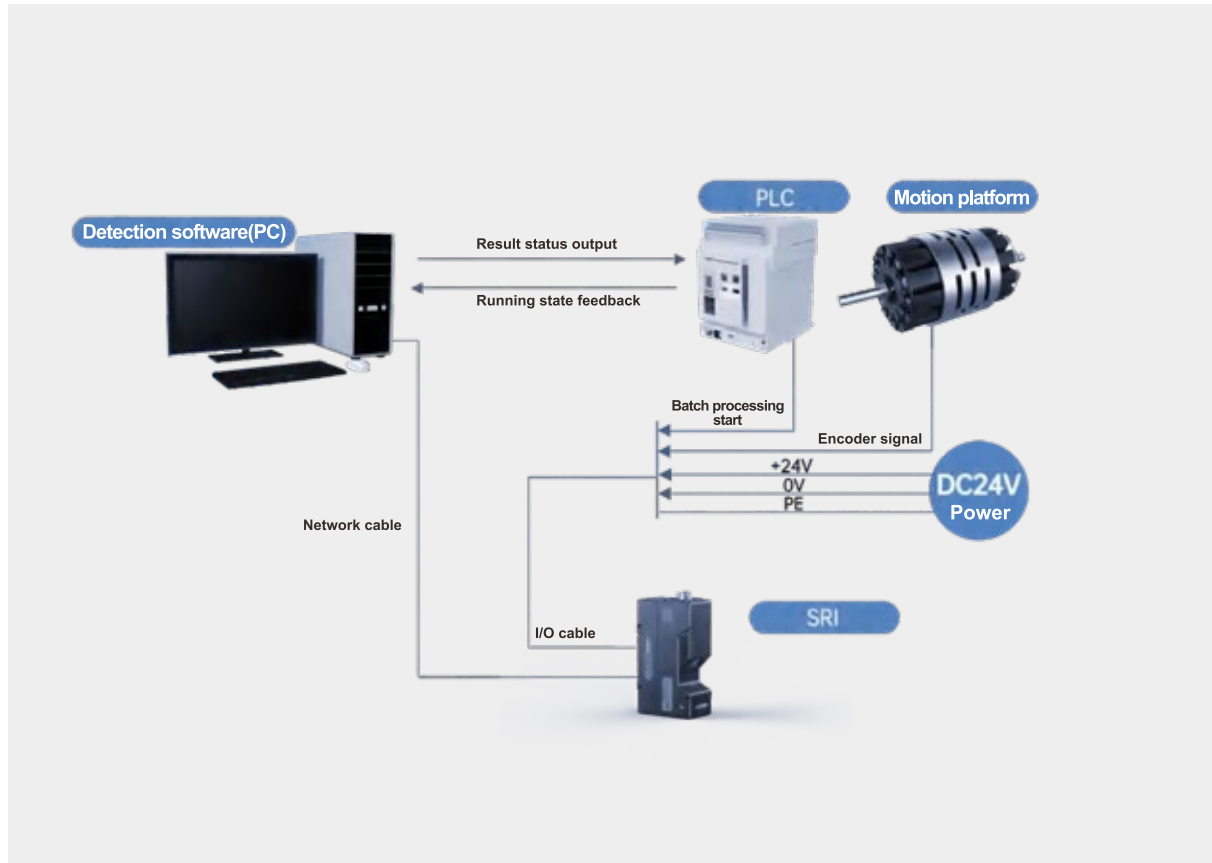 PLC
Motion platform
Detection software(PC)
Result status output
Running state feedback
Batch processing
start
Encoder signal
+24V
0V
PE
DC24V
Power
Network cable
SRI
I/O cable